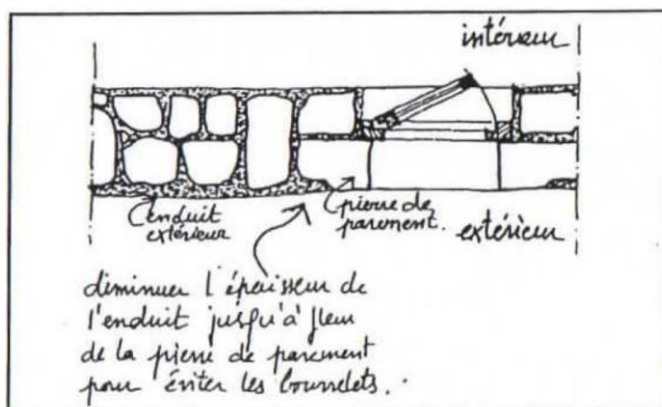 intérieur
enduit
extérieur
pierre de
parement.
extérieur
diminuer l'épaisseur de
l'enduit jusqu'à fleur
de la pierre de parement
pour éviter les bourrelets.